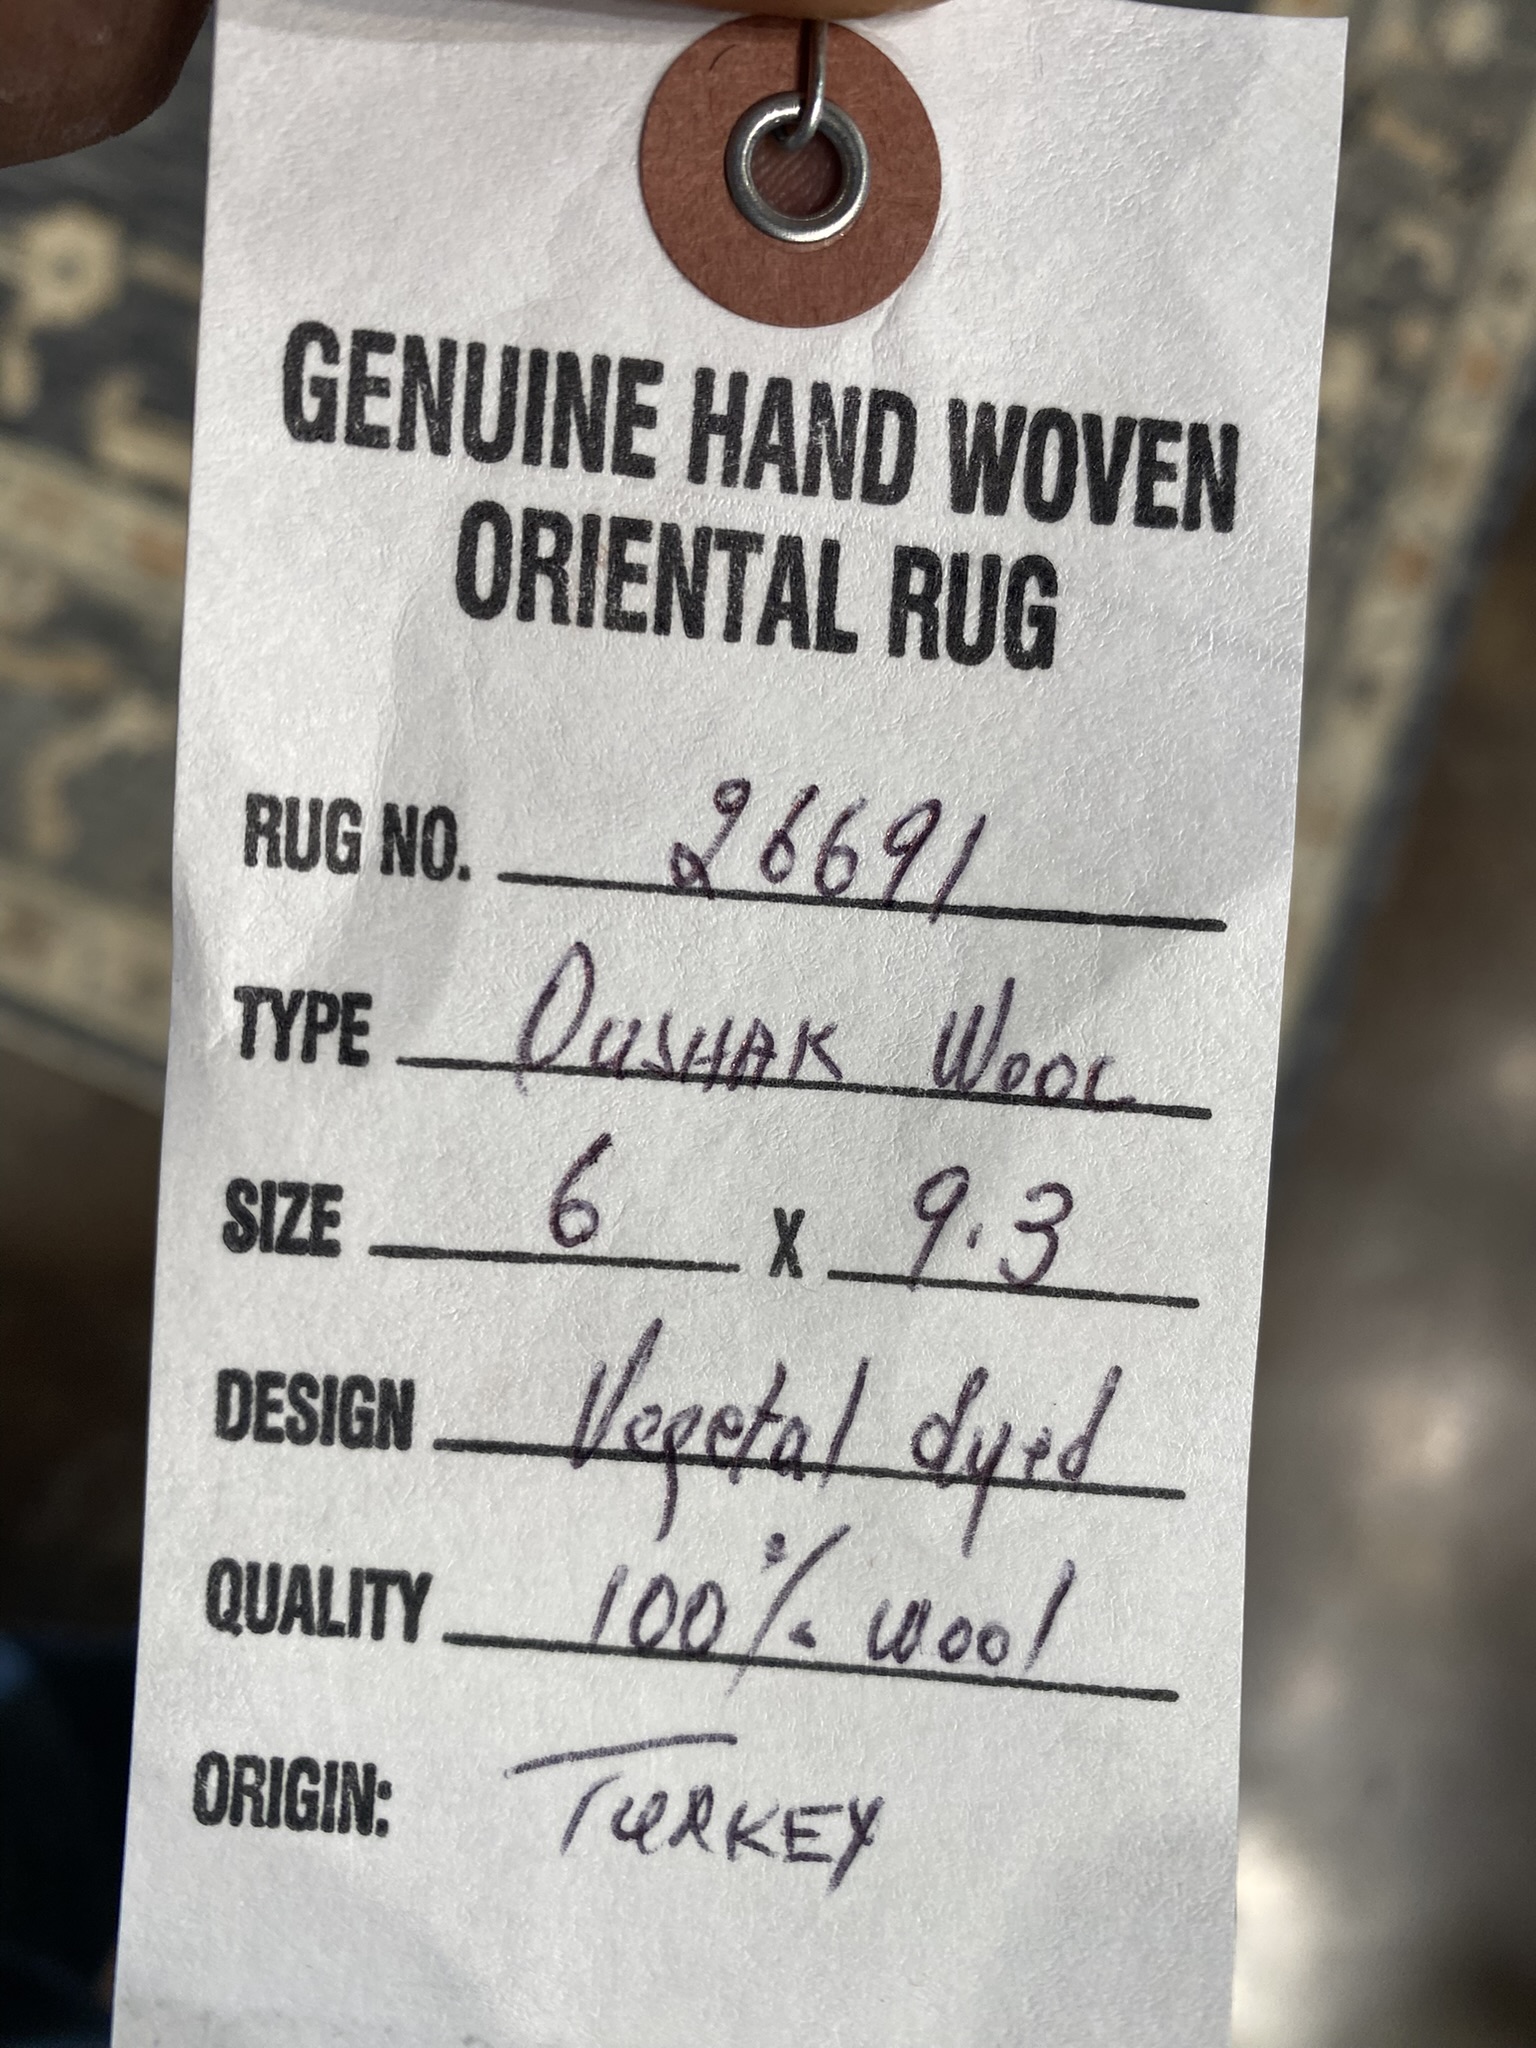 GENUINE HAND WOVEN
ORIENTAL RUG
RUG NO. 26691
TYPE OUSHAK WOOL
SIZE 6 X 9.3
DESIGN Vegetal dyed
QUALITY 100% wool
ORIGIN: TURKEY